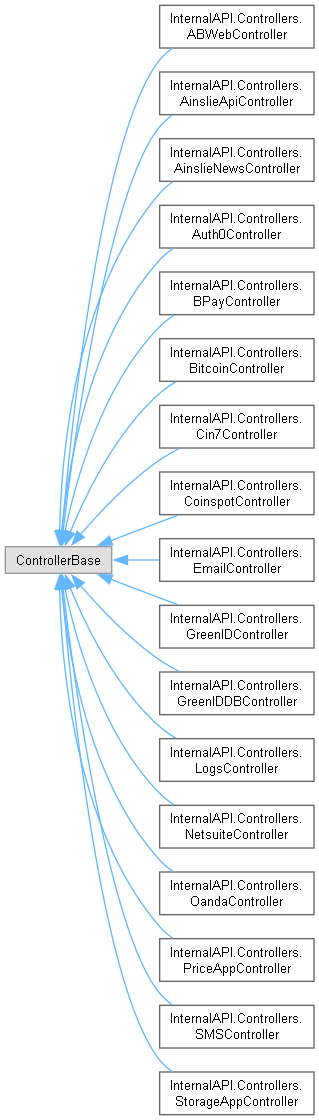 InternalAPI.Controllers.
ABWebController
InternalAPI.Controllers.
AinslieApiController
InternalAPI.Controllers.
AinslieNewsController
InternalAPI.Controllers.
Auth0Controller
InternalAPI.Controllers.
BPayController
InternalAPI.Controllers.
BitcoinController
InternalAPI.Controllers.
Cin7Controller
InternalAPI.Controllers.
CoinspotController
ControllerBase
InternalAPI.Controllers.
EmailController
InternalAPI.Controllers.
GreenIDController
InternalAPI.Controllers.
GreenIDDBController
InternalAPI.Controllers.
LogsController
InternalAPI.Controllers.
NetsuiteController
InternalAPI.Controllers.
OandaController
InternalAPI.Controllers.
PriceAppController
InternalAPI.Controllers.
SMSController
InternalAPI.Controllers.
StorageAppController